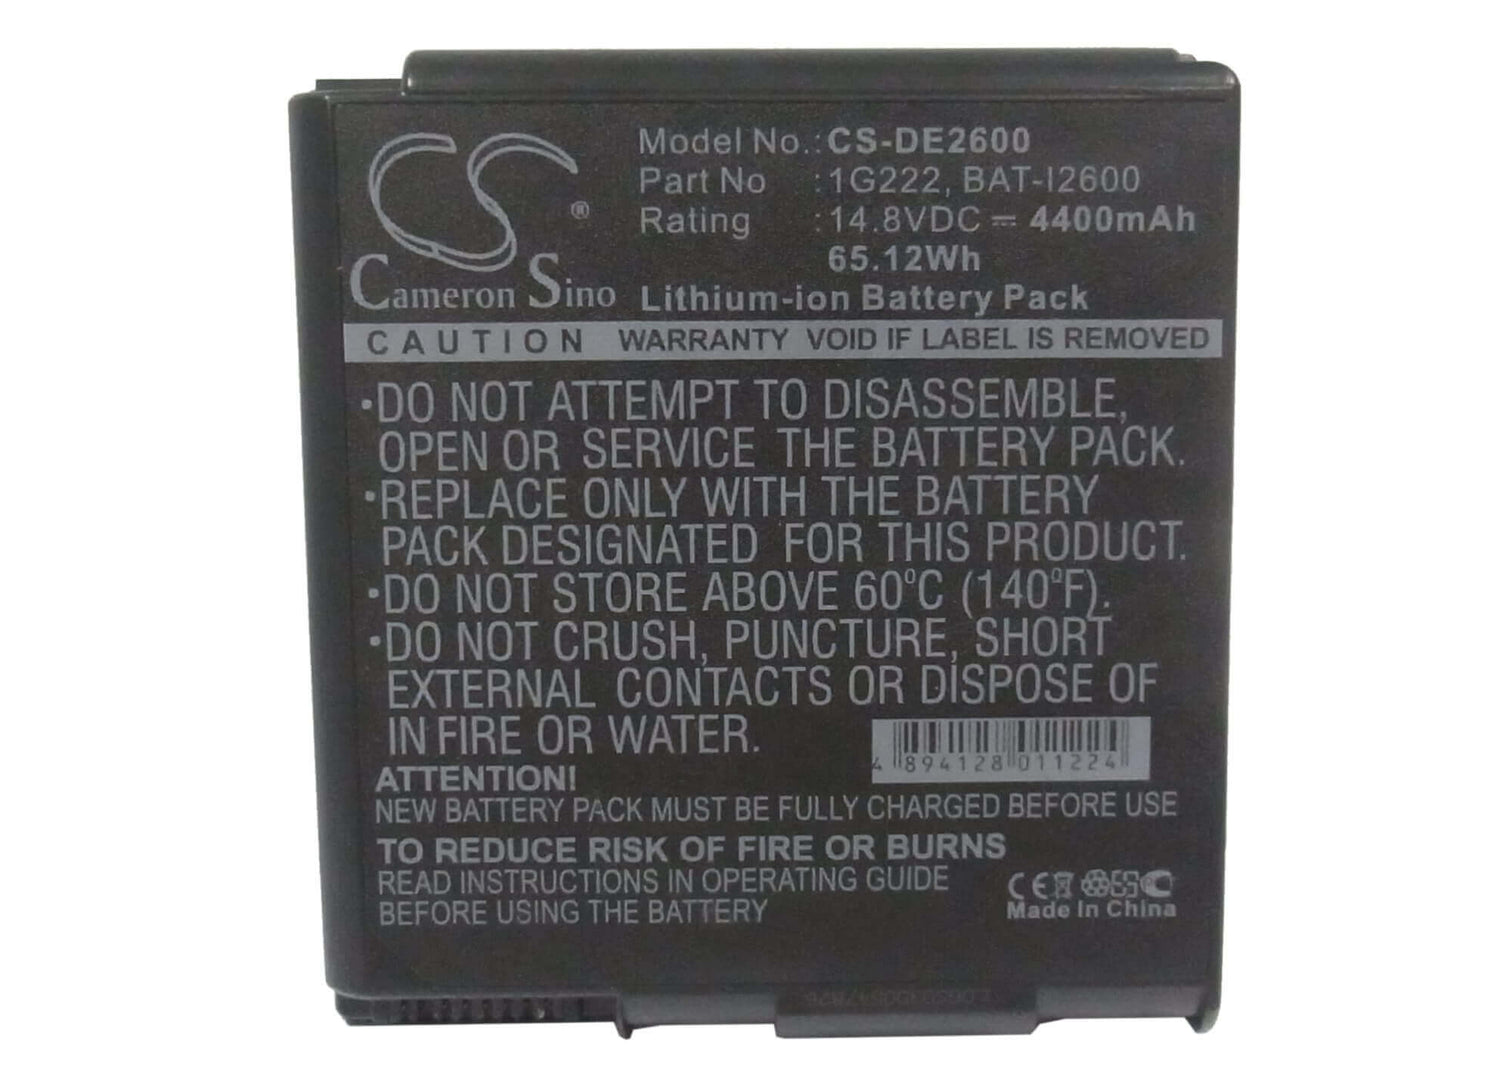 Model No.: CS-DE2600
Part No : 1G222, BAT-I2600
Rating : 14.8VDC ⎓ 4400mAh
65.12Wh
CS ®
Cameron Sino
Lithium-ion Battery Pack
CAUTION WARRANTY VOID IF LABEL IS REMOVED
•DO NOT ATTEMPT TO DISASSEMBLE,
OPEN OR SERVICE THE BATTERY PACK.
•REPLACE ONLY WITH THE BATTERY
PACK DESIGNATED FOR THIS PRODUCT.
•DO NOT STORE ABOVE 60°C (140°F).
•DO NOT CRUSH, PUNCTURE, SHORT
EXTERNAL CONTACTS OR DISPOSE OF
IN FIRE OR WATER.
4 894128 011224
ATTENTION!
NEW BATTERY PACK MUST BE FULLY CHARGED BEFORE USE
TO REDUCE RISK OF FIRE OR BURNS
READ INSTRUCTIONS IN OPERATING GUIDE
BEFORE USING THE BATTERY
CE
Made In China